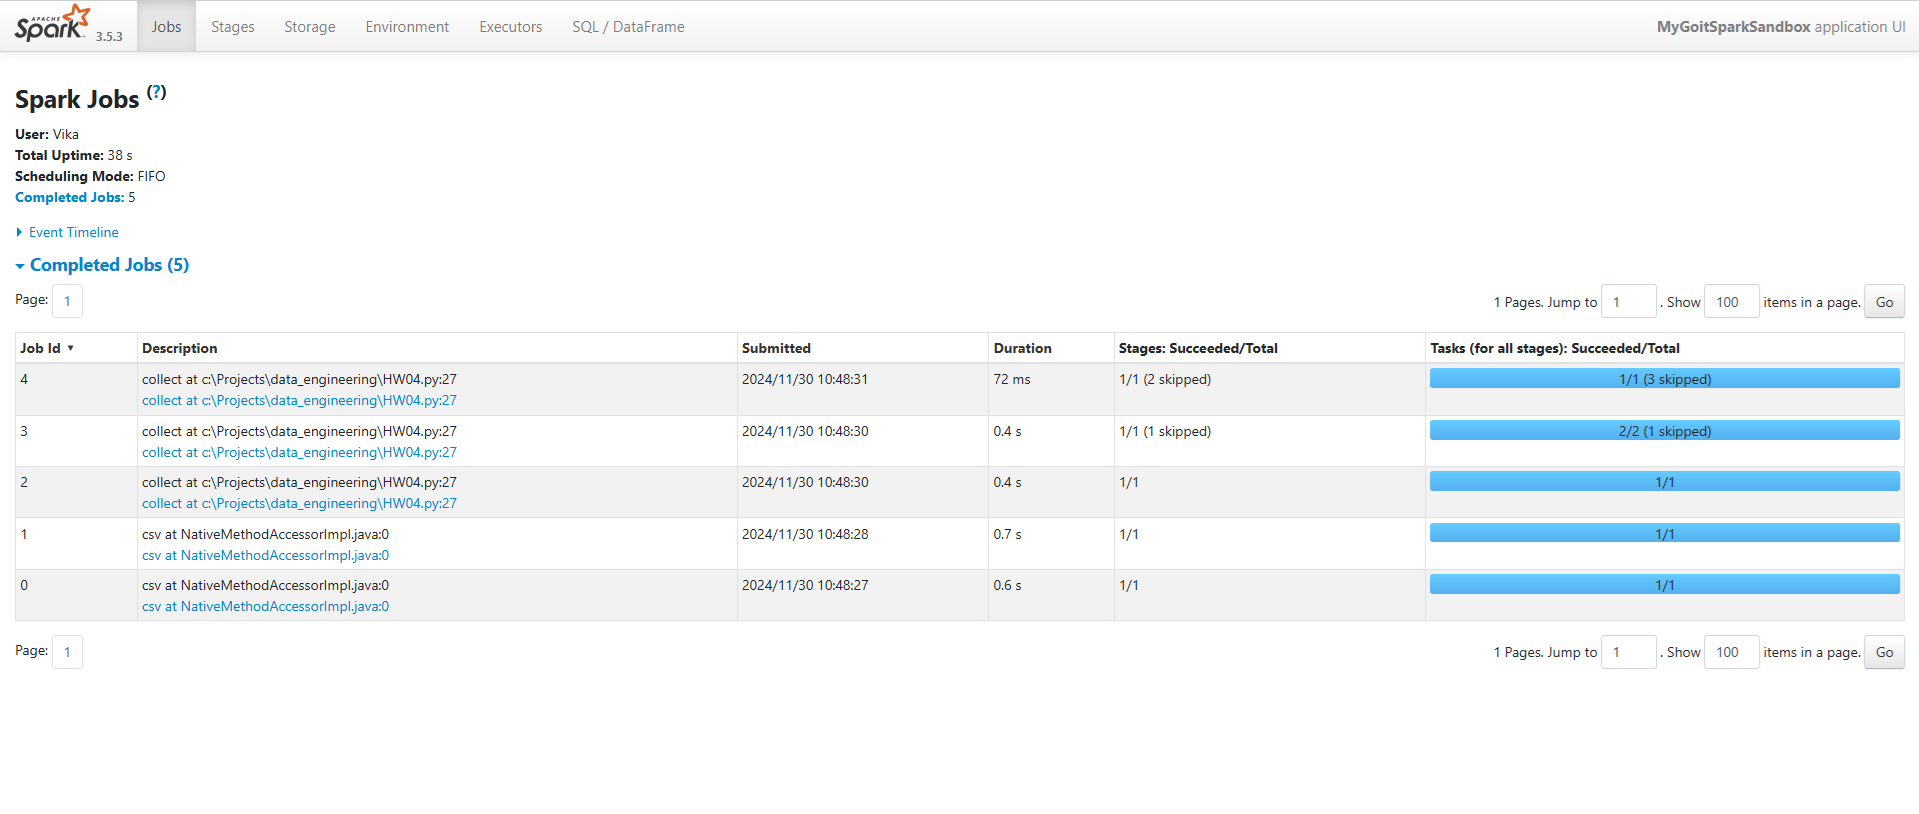 APACHE Spark 3.5.3 Jobs Stages Storage Environment Executors SQL / DataFrame MyGoitSparkSandbox application UI
Spark Jobs (?)
User: Vika
Total Uptime: 38 s
Scheduling Mode: FIFO
Completed Jobs: 5
Event Timeline
Completed Jobs (5)
Page: 1 1 Pages. Jump to 1 . Show 100 items in a page. Go
Job Id ▾ Description Submitted Duration Stages: Succeeded/Total Tasks (for all stages): Succeeded/Total
4 collect at c:\Projects\data_engineering\HW04.py:27 2024/11/30 10:48:31 72 ms 1/1 (2 skipped) 1/1 (3 skipped)
collect at c:\Projects\data_engineering\HW04.py:27
3 collect at c:\Projects\data_engineering\HW04.py:27 2024/11/30 10:48:30 0.4 s 1/1 (1 skipped) 2/2 (1 skipped)
collect at c:\Projects\data_engineering\HW04.py:27
2 collect at c:\Projects\data_engineering\HW04.py:27 2024/11/30 10:48:30 0.4 s 1/1 1/1
collect at c:\Projects\data_engineering\HW04.py:27
1 csv at NativeMethodAccessorImpl.java:0 2024/11/30 10:48:28 0.7 s 1/1 1/1
csv at NativeMethodAccessorImpl.java:0
0 csv at NativeMethodAccessorImpl.java:0 2024/11/30 10:48:27 0.6 s 1/1 1/1
csv at NativeMethodAccessorImpl.java:0
Page: 1 1 Pages. Jump to 1 . Show 100 items in a page. Go